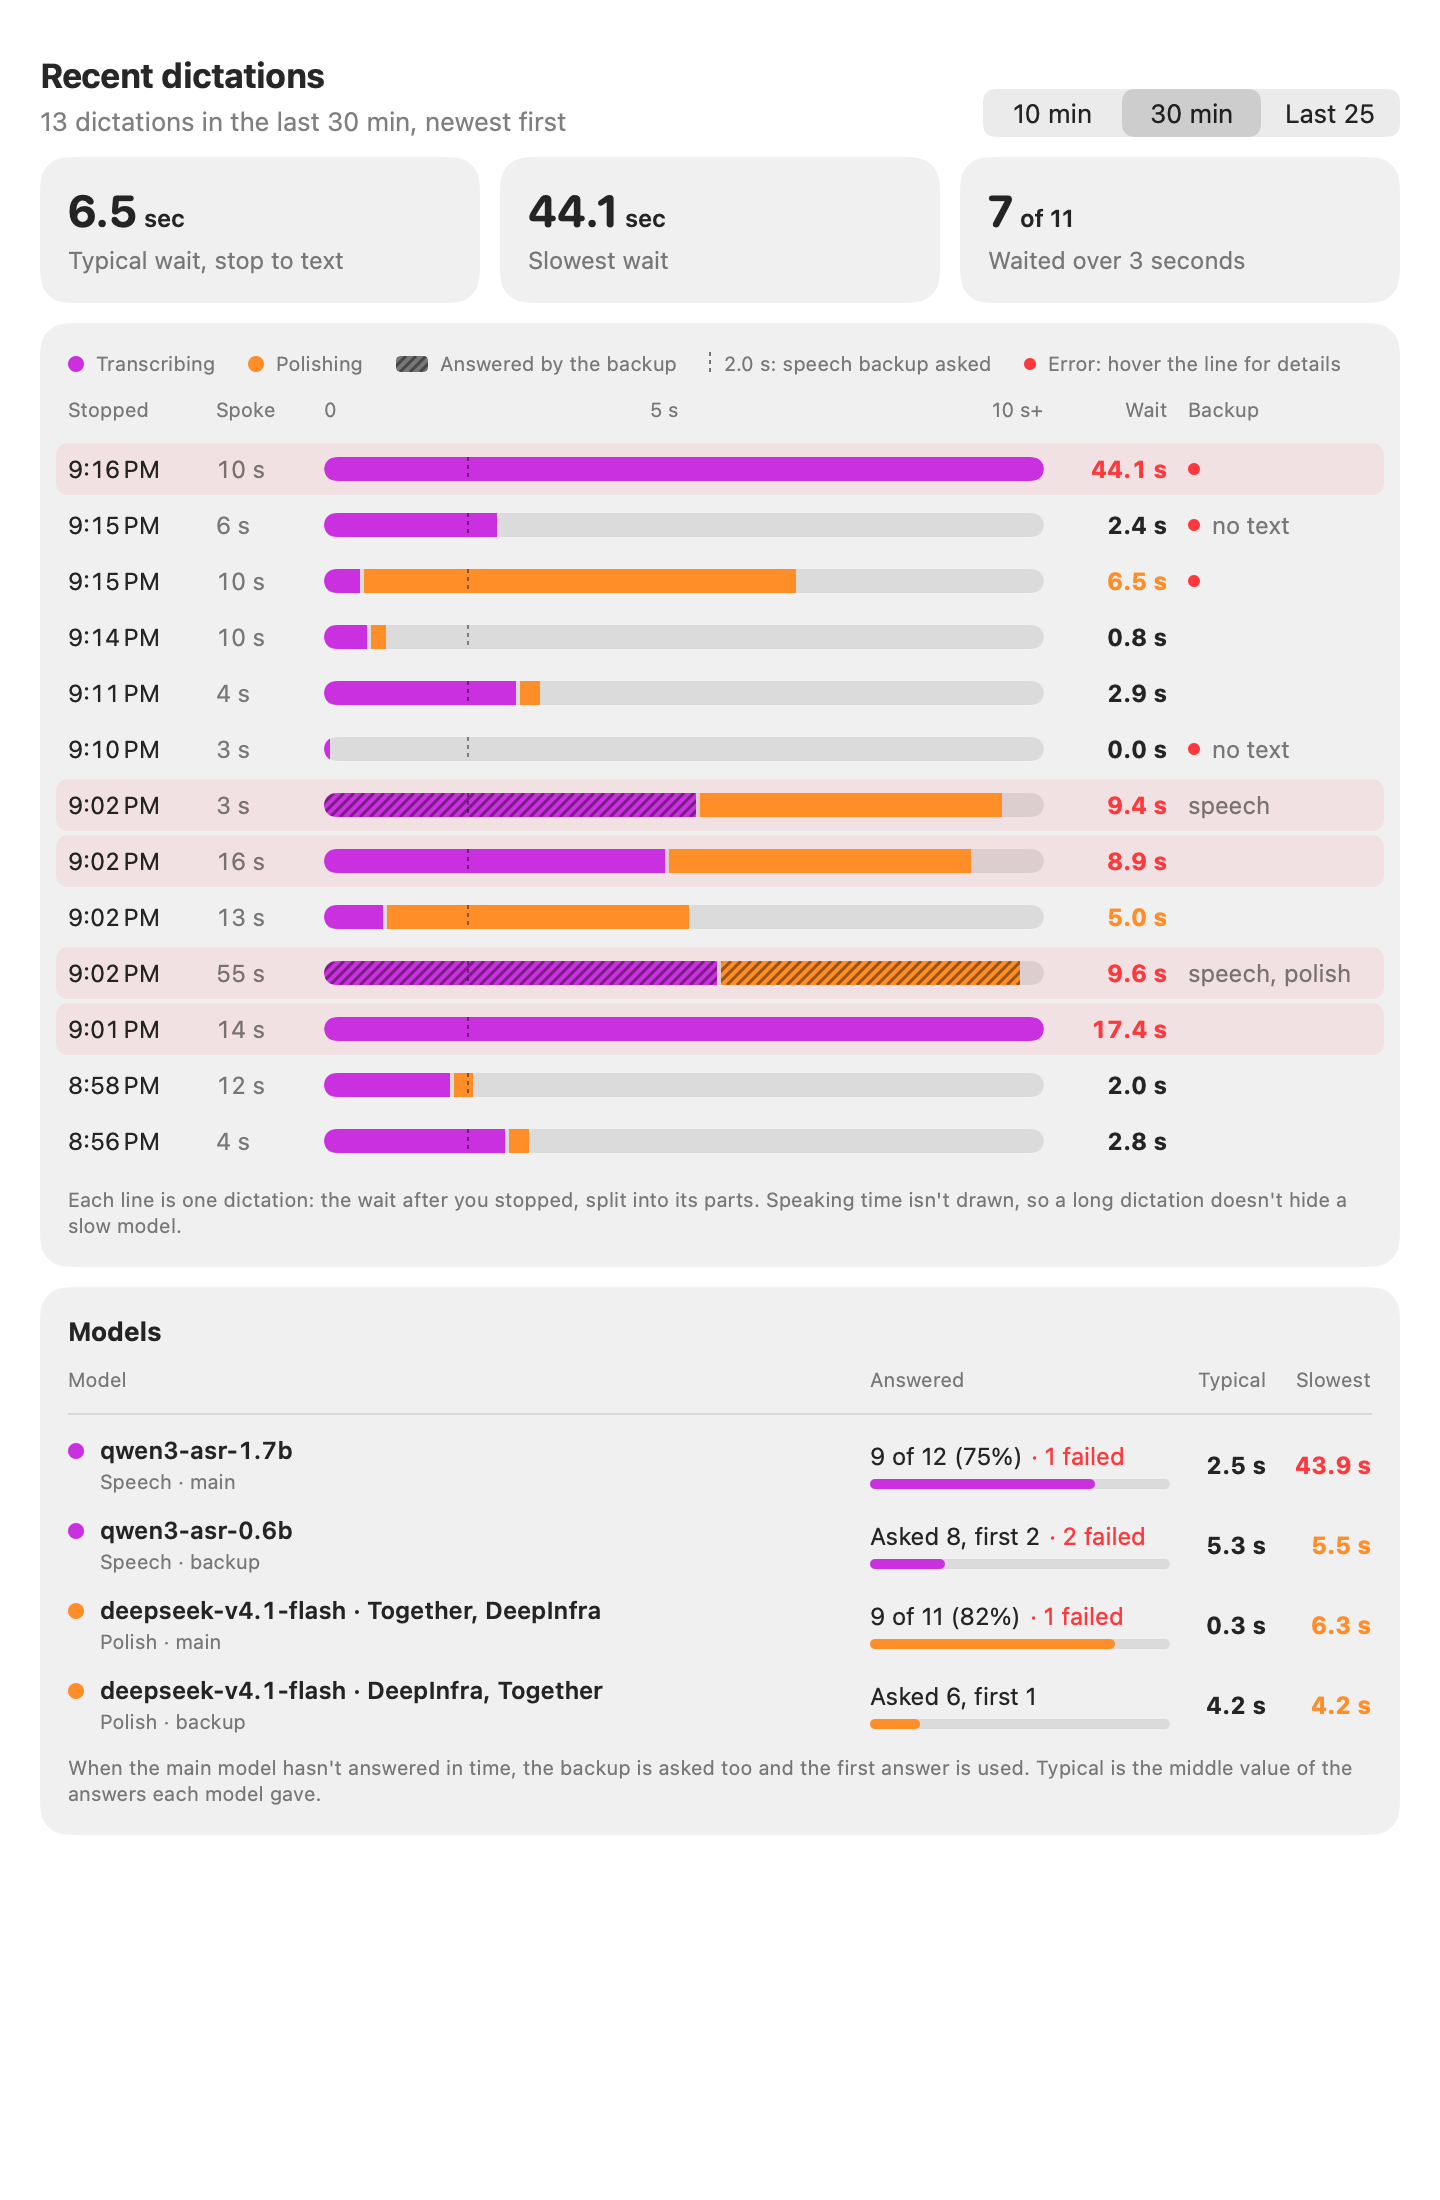 Recent dictations
13 dictations in the last 30 min, newest first
10 min 30 min Last 25
6.5 sec
Typical wait, stop to text
44.1 sec
Slowest wait
7 of 11
Waited over 3 seconds
Transcribing Polishing Answered by the backup 2.0 s: speech backup asked Error: hover the line for details
Stopped Spoke 0 5 s 10 s+ Wait Backup
9:16 PM 10 s 44.1 s
9:15 PM 6 s 2.4 s no text
9:15 PM 10 s 6.5 s
9:14 PM 10 s 0.8 s
9:11 PM 4 s 2.9 s
9:10 PM 3 s 0.0 s no text
9:02 PM 3 s 9.4 s speech
9:02 PM 16 s 8.9 s
9:02 PM 13 s 5.0 s
9:02 PM 55 s 9.6 s speech, polish
9:01 PM 14 s 17.4 s
8:58 PM 12 s 2.0 s
8:56 PM 4 s 2.8 s
Each line is one dictation: the wait after you stopped, split into its parts. Speaking time isn't drawn, so a long dictation doesn't hide a
slow model.
Models
Model Answered Typical Slowest
qwen3-asr-1.7b
Speech · main
9 of 12 (75%) · 1 failed 2.5 s 43.9 s
qwen3-asr-0.6b
Speech · backup
Asked 8, first 2 · 2 failed 5.3 s 5.5 s
deepseek-v4.1-flash · Together, DeepInfra
Polish · main
9 of 11 (82%) · 1 failed 0.3 s 6.3 s
deepseek-v4.1-flash · DeepInfra, Together
Polish · backup
Asked 6, first 1 4.2 s 4.2 s
When the main model hasn't answered in time, the backup is asked too and the first answer is used. Typical is the middle value of the
answers each model gave.